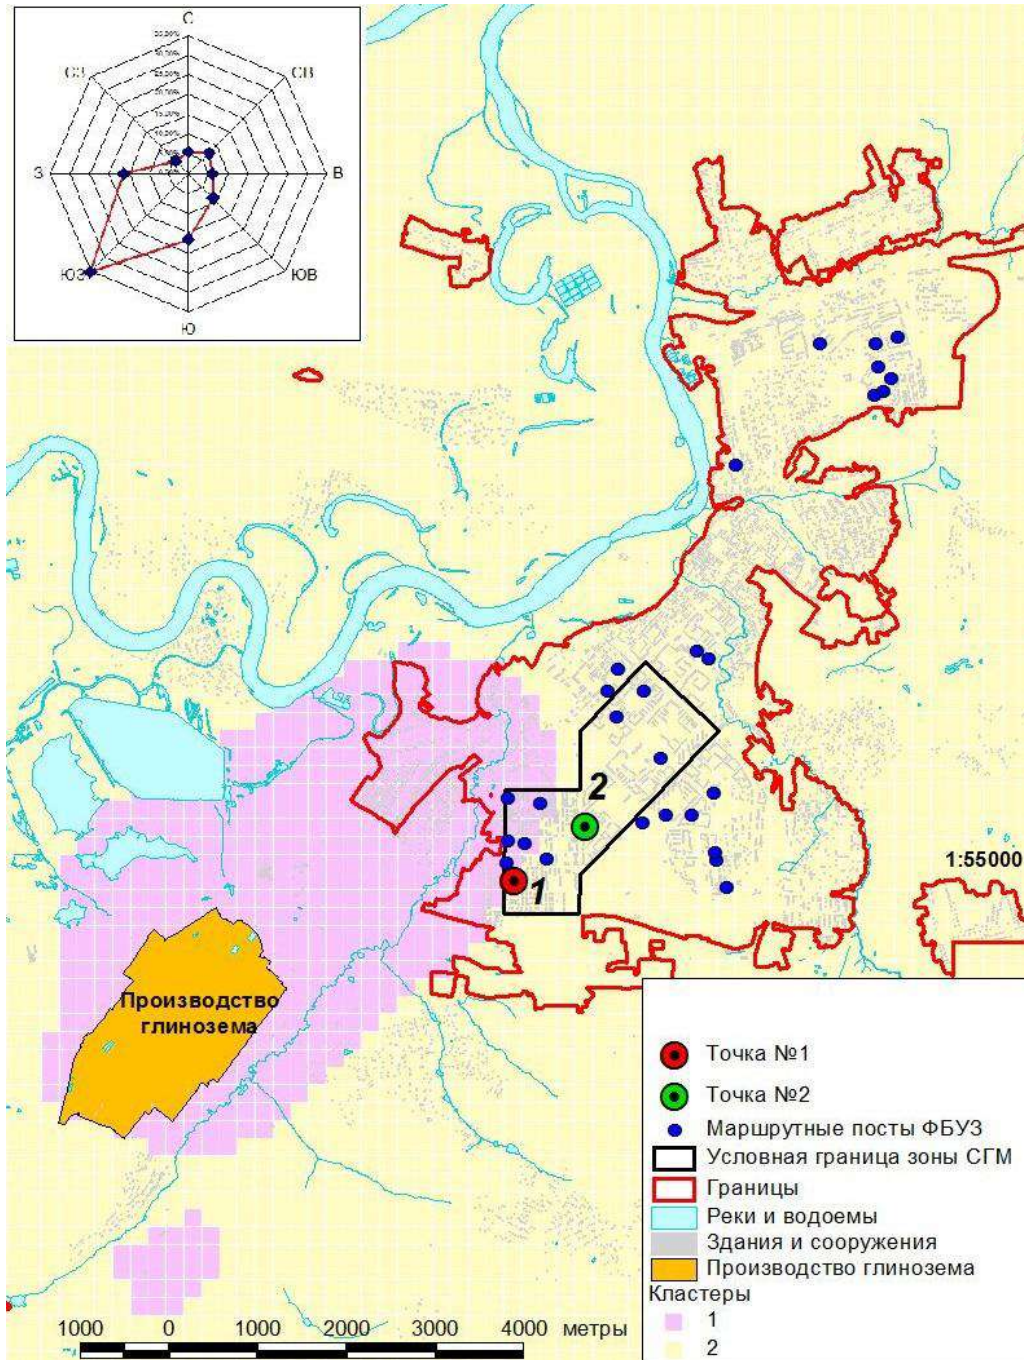 С
СЗ
СВ
З
В
ЮЗ
ЮВ
Ю
2
1
1:55000
Производство
глинозема
Точка №1
Точка №2
Маршрутные посты ФБУЗ
Условная граница зоны СГМ
Границы
Реки и водоемы
Здания и сооружения
Производство глинозема
Кластеры
1
2
1000 0 1000 2000 3000 4000 метры